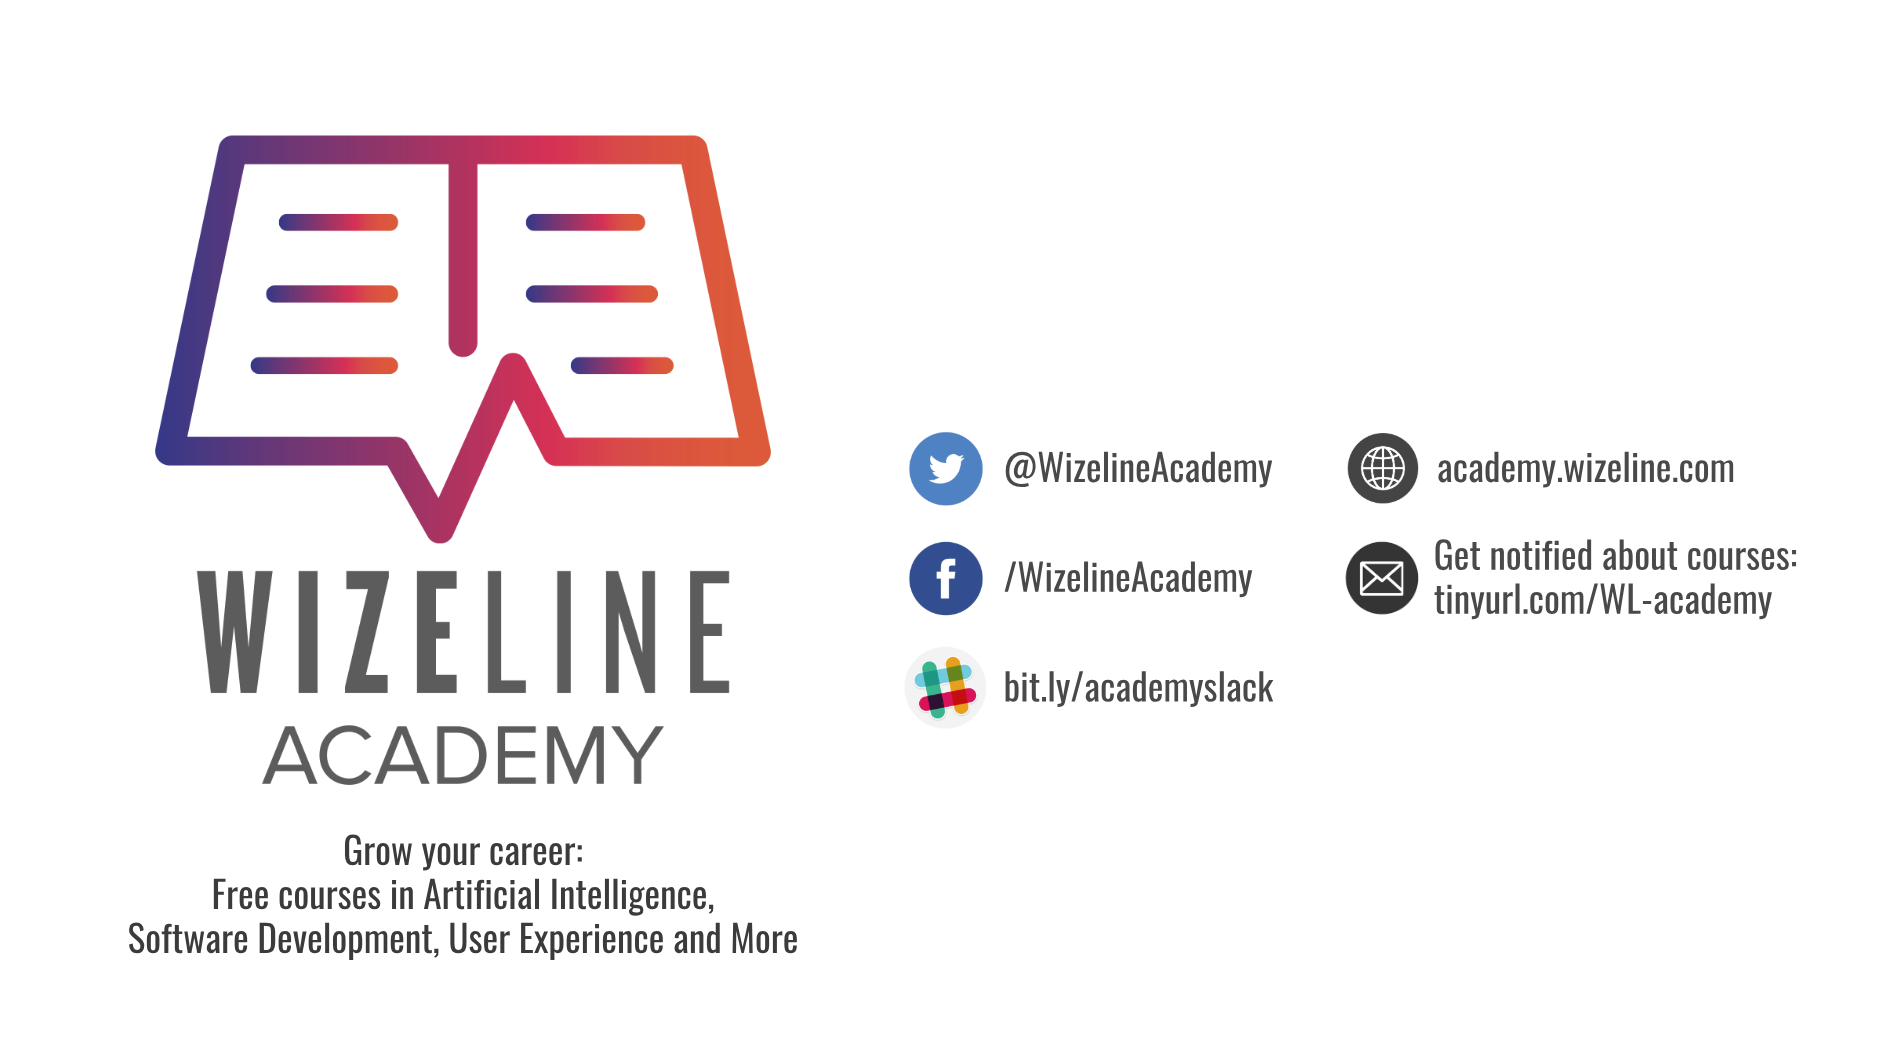 WIZELINE
ACADEMY
Grow your career:
Free courses in Artificial Intelligence,
Software Development, User Experience and More
@WizelineAcademy
/WizelineAcademy
bit.ly/academyslack
academy.wizeline.com
Get notified about courses:
tinyurl.com/WL-academy